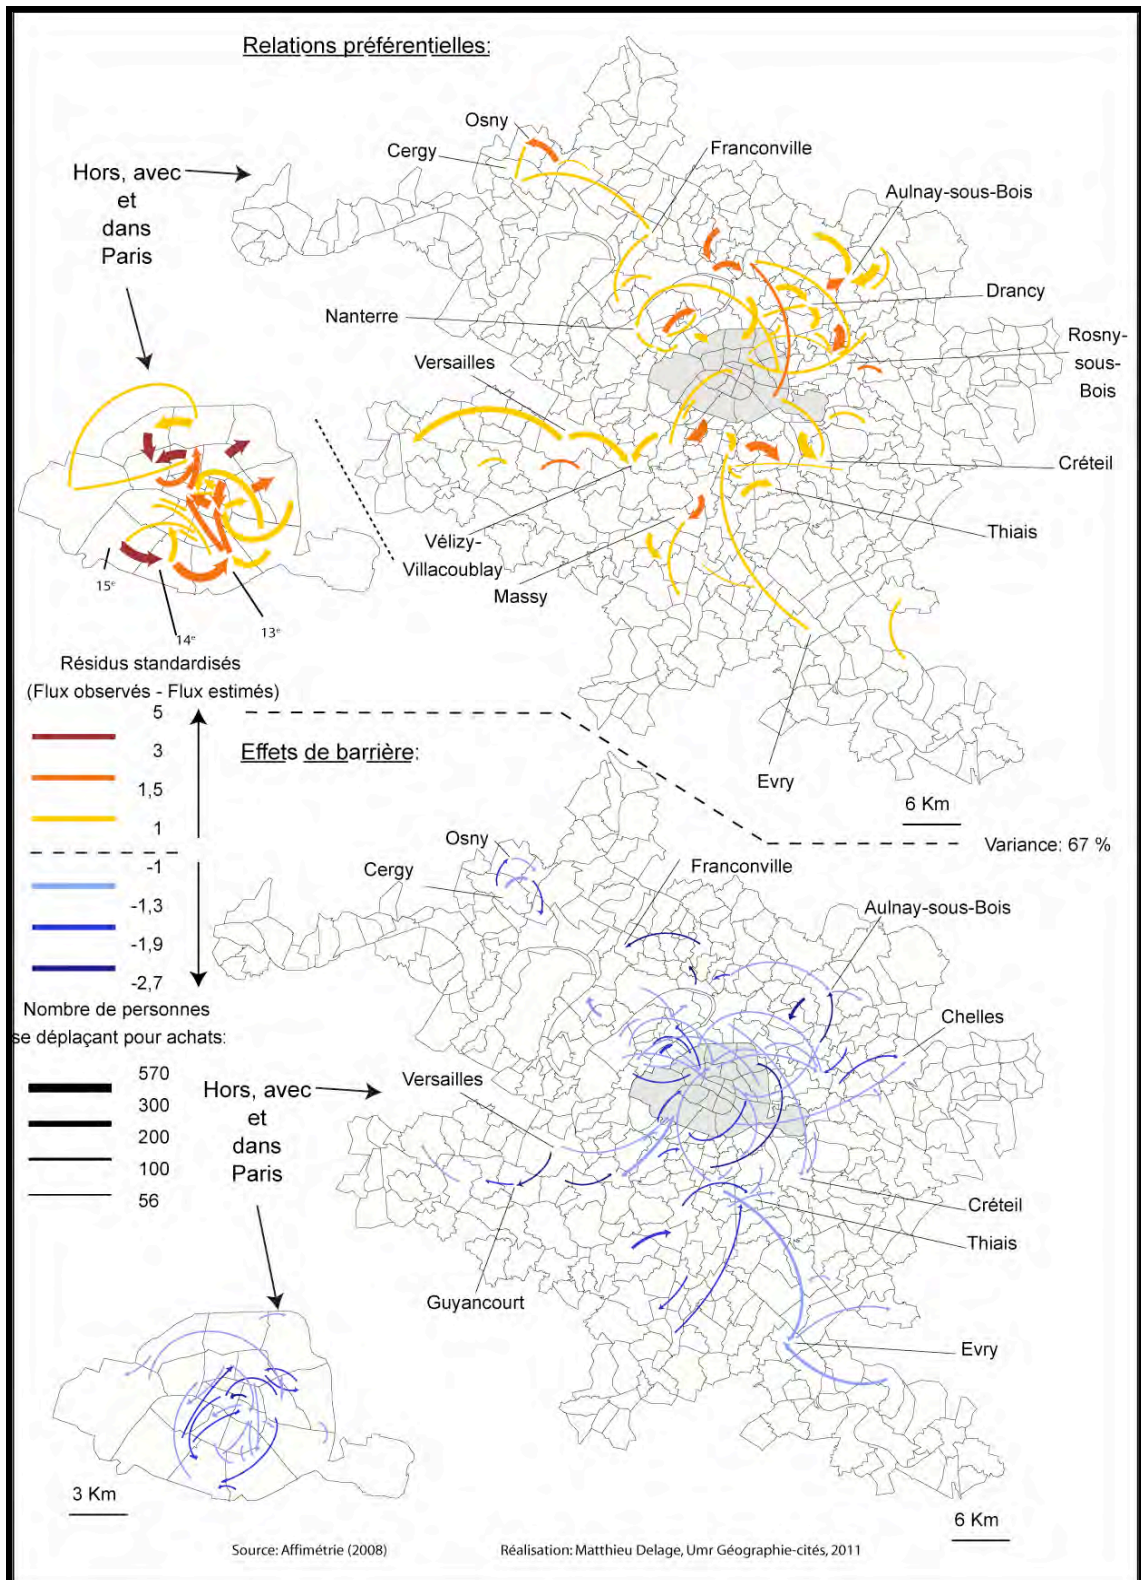 Relations préférentielles:
Osny
Cergy
Franconville
Hors, avec
et
dans
Paris
Aulnay-sous-Bois
Drancy
Nanterre
Rosny-
sous-
Bois
Versailles
Créteil
Thiais
Vélizy-
Villacoublay
Massy
15e
14e
13e
Evry
6 Km
Résidus standardisés
(Flux observés - Flux estimés)
5
3
1,5
1
-1
-1,3
-1,9
-2,7
Effets de barrière:
Variance: 67 %
Osny
Cergy
Franconville
Aulnay-sous-Bois
Chelles
Nombre de personnes
se déplaçant pour achats:
570
300
200
100
56
Hors, avec
et
dans
Paris
Versailles
Créteil
Thiais
Guyancourt
Evry
3 Km
6 Km
Source: Affimétrie (2008)
Réalisation: Matthieu Delage, Umr Géographie-cités, 2011